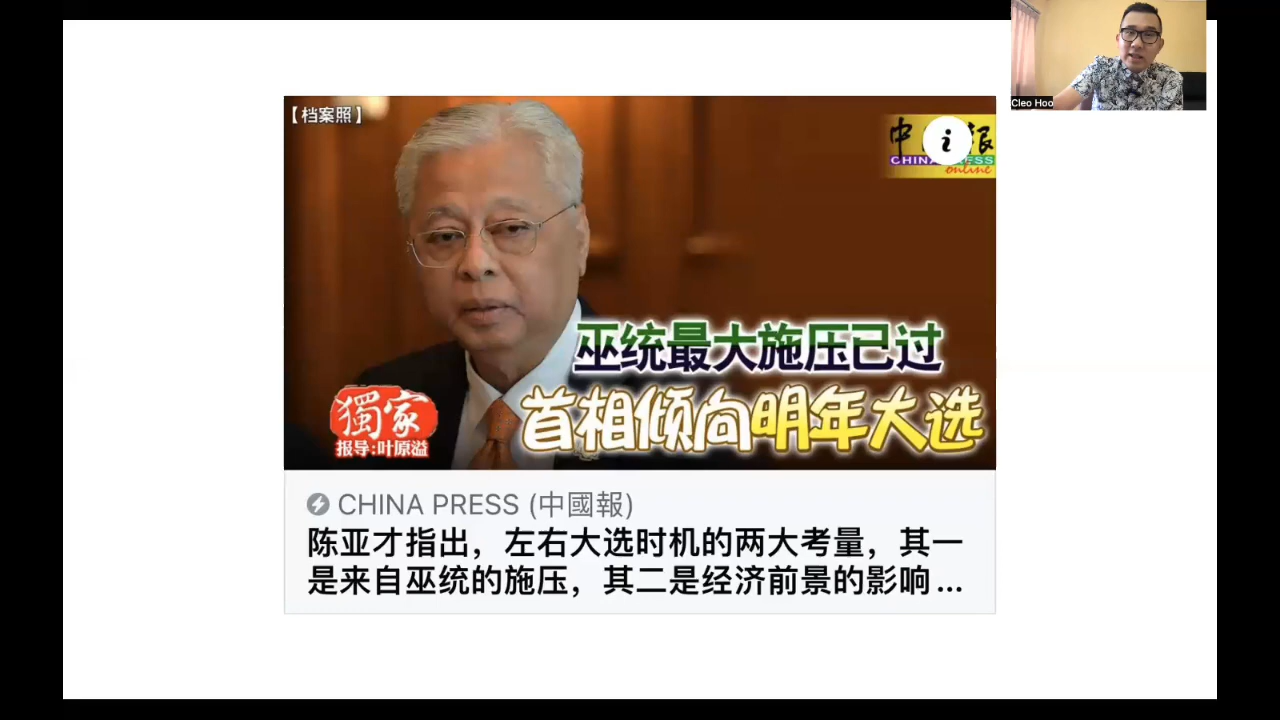 Cleo Hoo
【档案照】
CHINA PRESS
online
巫统最大施压已过
首相倾向明年大选
獨家
报导:叶原溢
CHINA PRESS (中國報)
陈亚才指出，左右大选时机的两大考量，其一
是来自巫统的施压，其二是经济前景的影响...